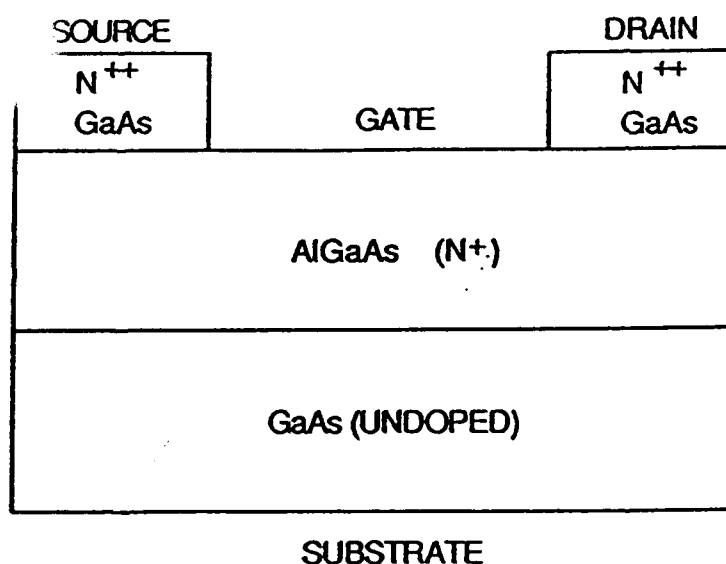 SOURCE
DRAIN
N++
GaAs
GATE
N++
GaAs
AlGaAs (N+)
GaAs (UNDOPED)
SUBSTRATE